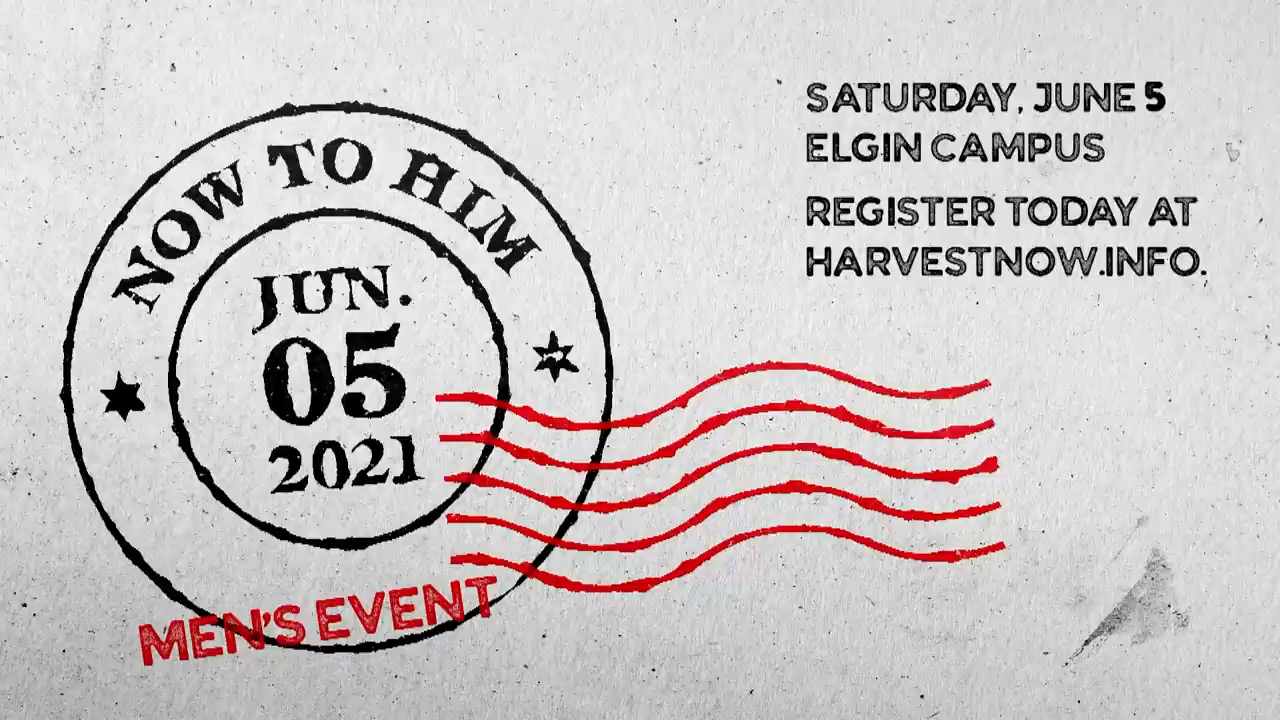 NOW TO HIM
JUN.
05
2021
MEN'S EVENT
SATURDAY, JUNE 5
ELGIN CAMPUS
REGISTER TODAY AT
HARVESTNOW.INFO.